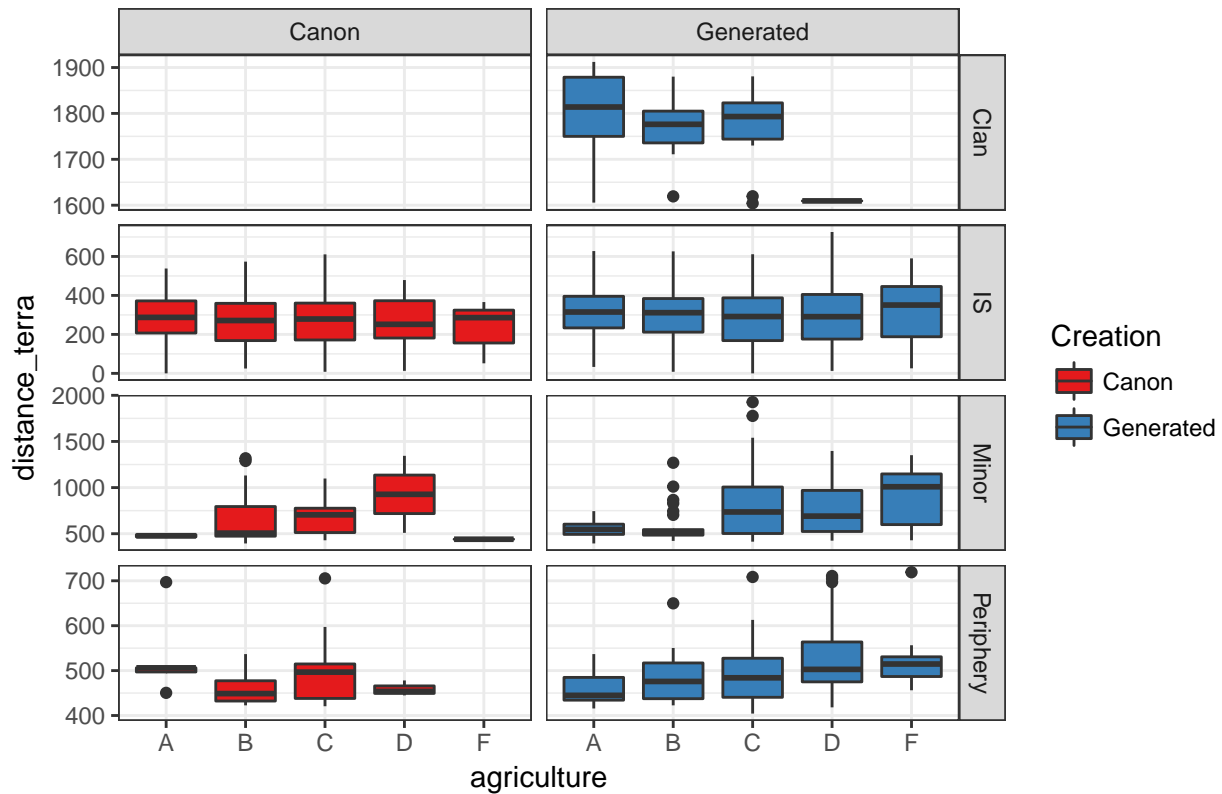 Canon
Generated
1900
1800
1700
1600
Clan
600
400
200
0
IS
2000
1500
1000
500
Minor
700
600
500
400
Periphery
A B C D F
A B C D F
agriculture
distance_terra
Creation
Canon
Generated